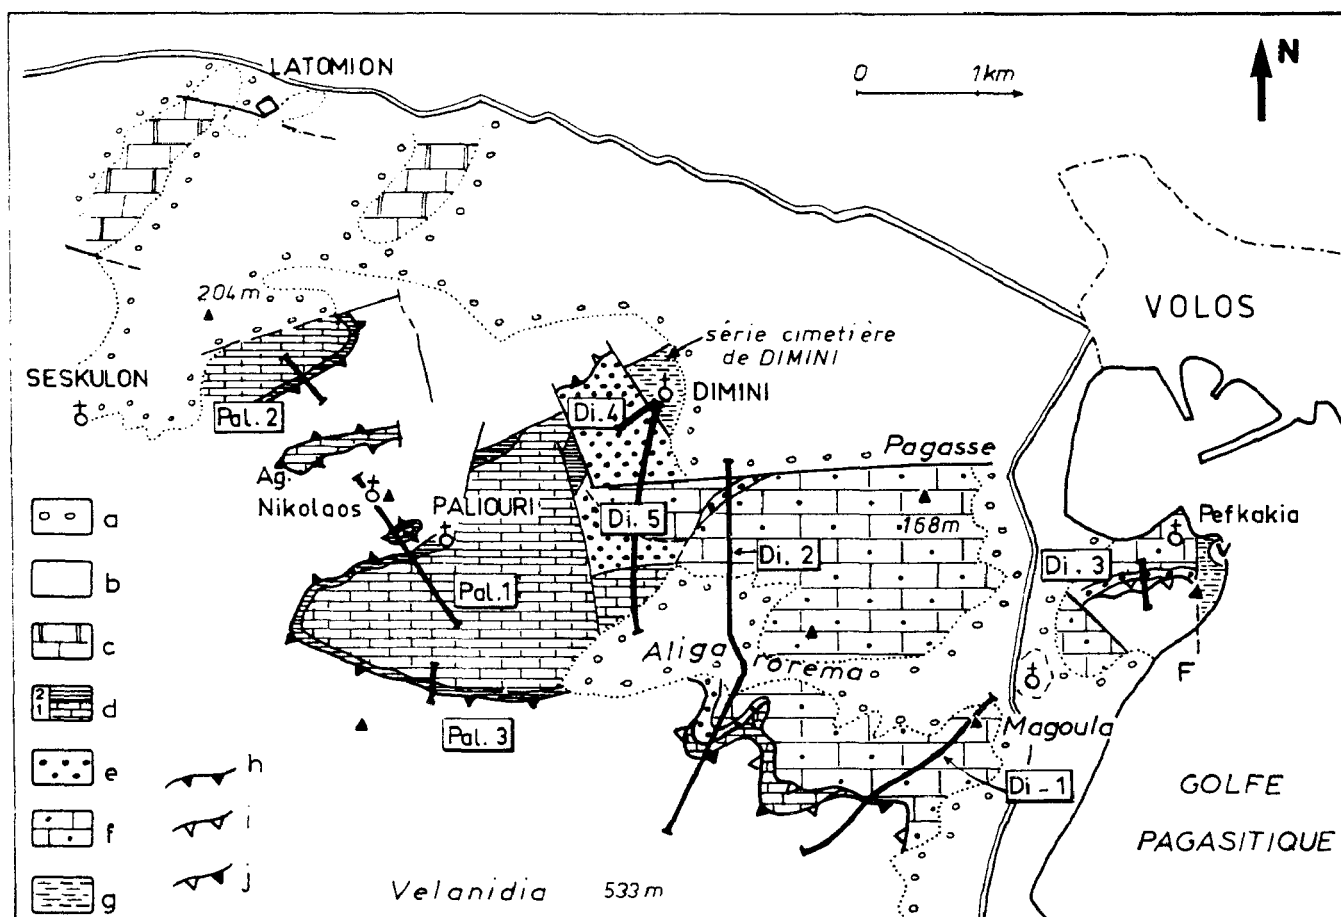 LATOMION
0 1km
N
VOLOS
204m
série cimetière
de DIMINI
SESKULON
DIMINI
Pal. 2
Di. 4
Pagasse
Ag.
Nikolaos
PALIOURI
Di. 5
168m
Pefkakia
Di. 2
Di. 3
V
Pal. 1
Aliga rorema
F
Pal. 3
Magoula
Di-1
GOLFE
PAGASITIQUE
Velanidia 533m
a
b
c
2
1
d
e
f
g
h
i
j